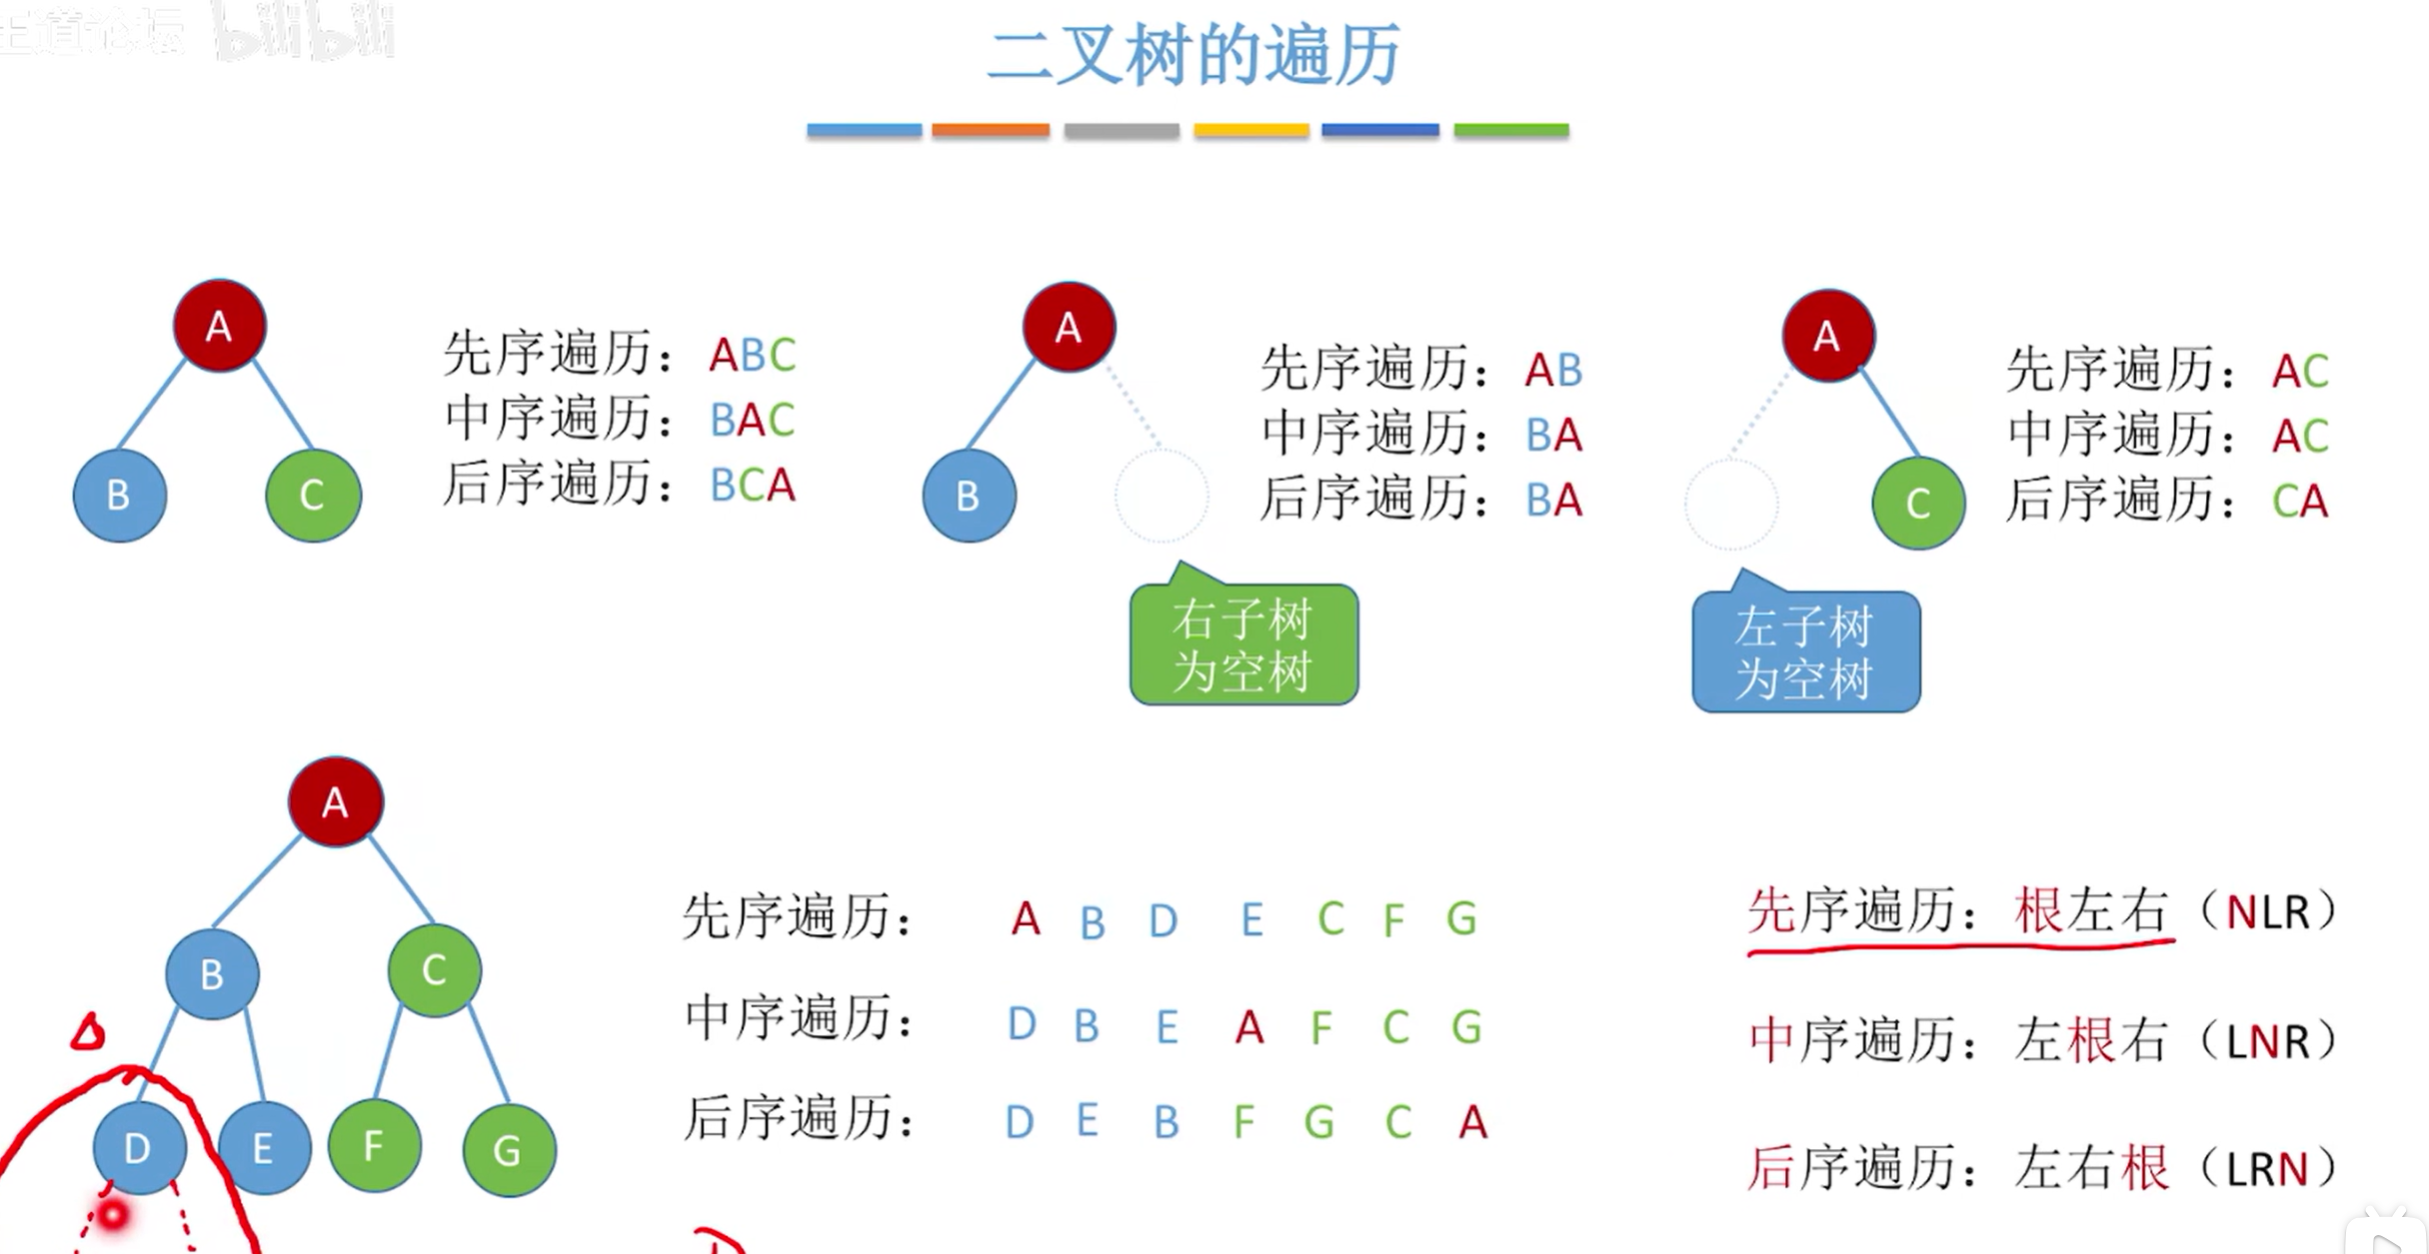 王道论坛 bilibili
二叉树的遍历
A
B
C
先序遍历：ABC
中序遍历：BAC
后序遍历：BCA
A
B
先序遍历：AB
中序遍历：BA
后序遍历：BA
右子树
为空树
A
C
先序遍历：AC
中序遍历：AC
后序遍历：CA
左子树
为空树
A
B C
D E F G
先序遍历： A B D E C F G
中序遍历： D B E A F C G
后序遍历： D E B F G C A
先序遍历：根左右（NLR）
中序遍历：左根右（LNR）
后序遍历：左右根（LRN）